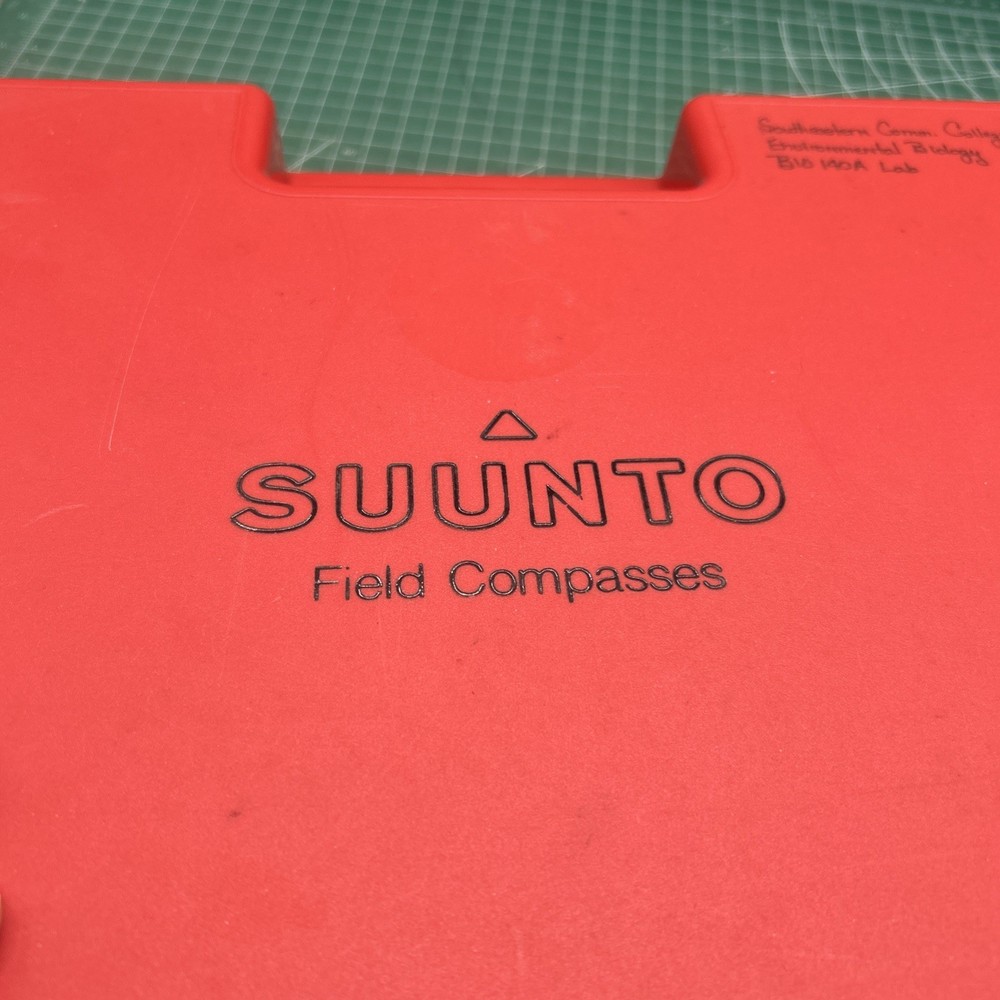 Southeastern Comm. College
Environmental Biology
BIO 140A Lab
SUUNTO
Field Compasses